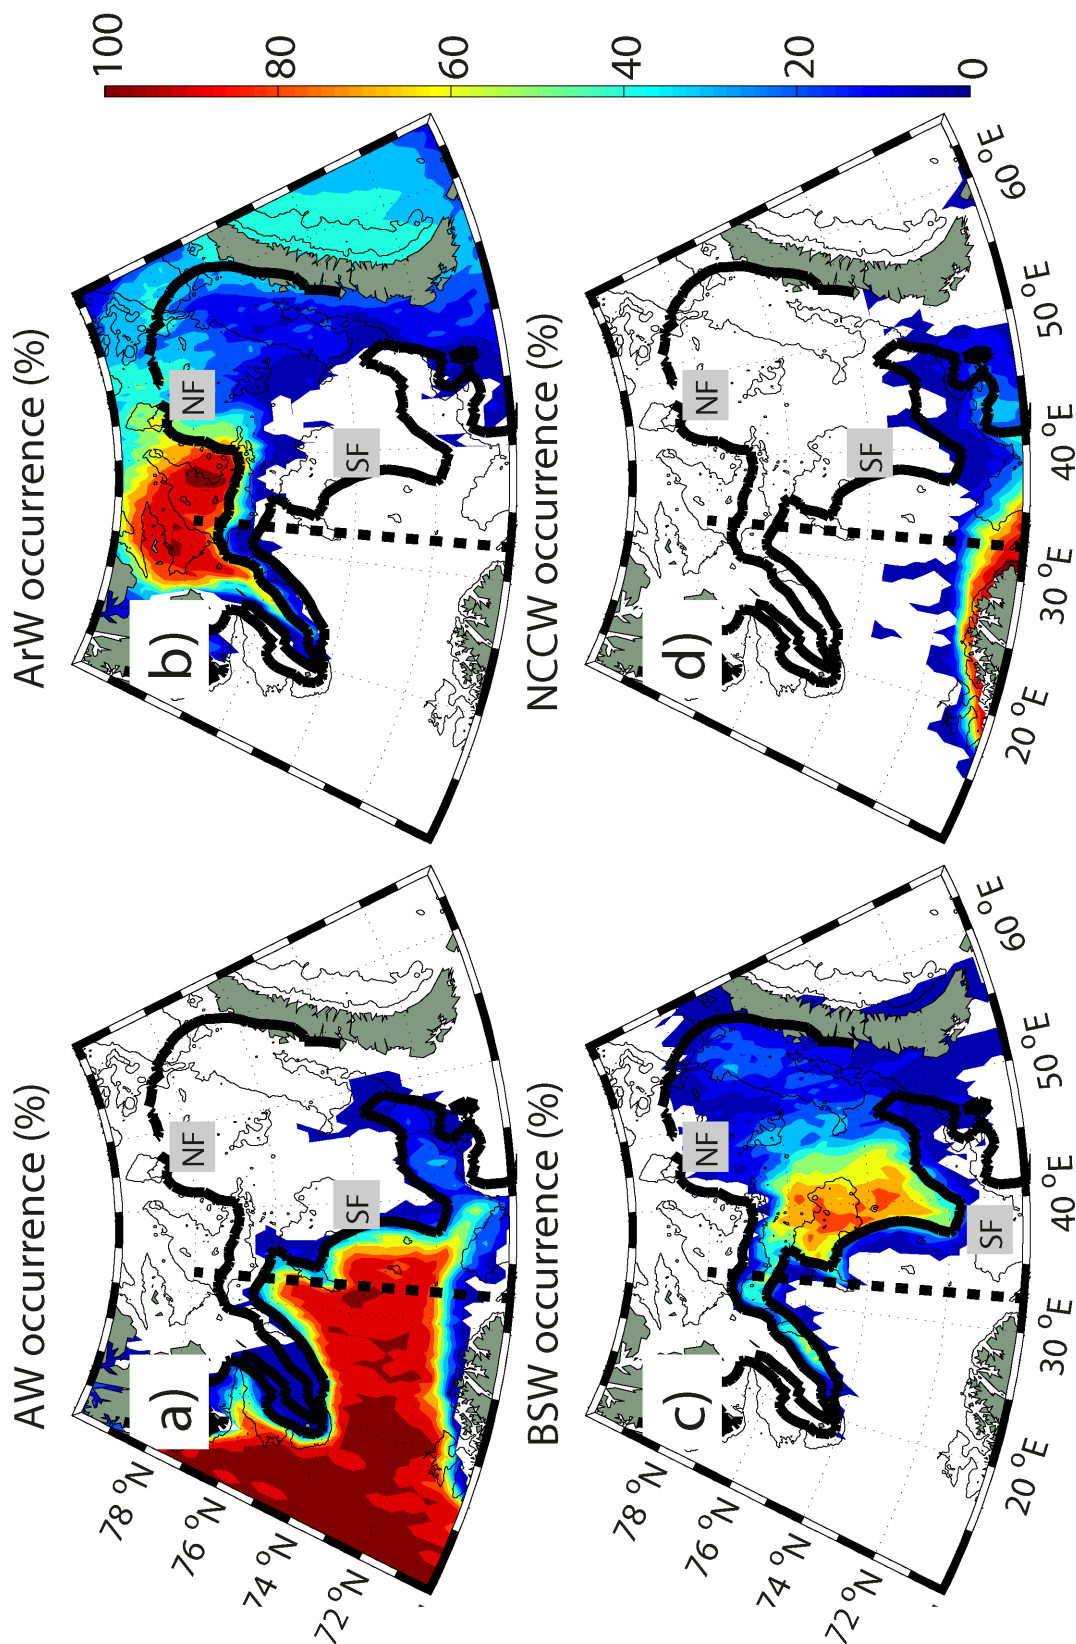 AW occurrence (%)
a)
NF
SF
78 °N
76 °N
74 °N
72 °N
ArW occurrence (%)
b)
NF
SF
BSW occurrence (%)
c)
NF
SF
78 °N
76 °N
74 °N
72 °N
20 °E
30 °E
40 °E
50 °E
60 °E
NCCW occurrence (%)
d)
NF
SF
20 °E
30 °E
40 °E
50 °E
60 °E
100
80
60
40
20
0